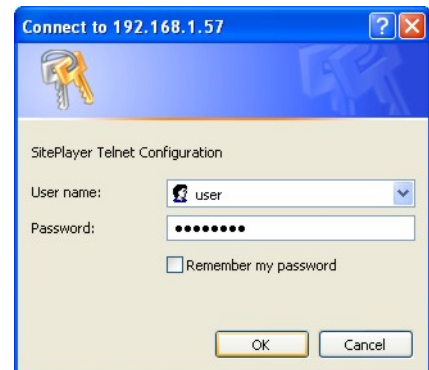 Connect to 192.168.1.57
SitePlayer Telnet Configuration
User name: user
Password: ••••••••
Remember my password
OK Cancel